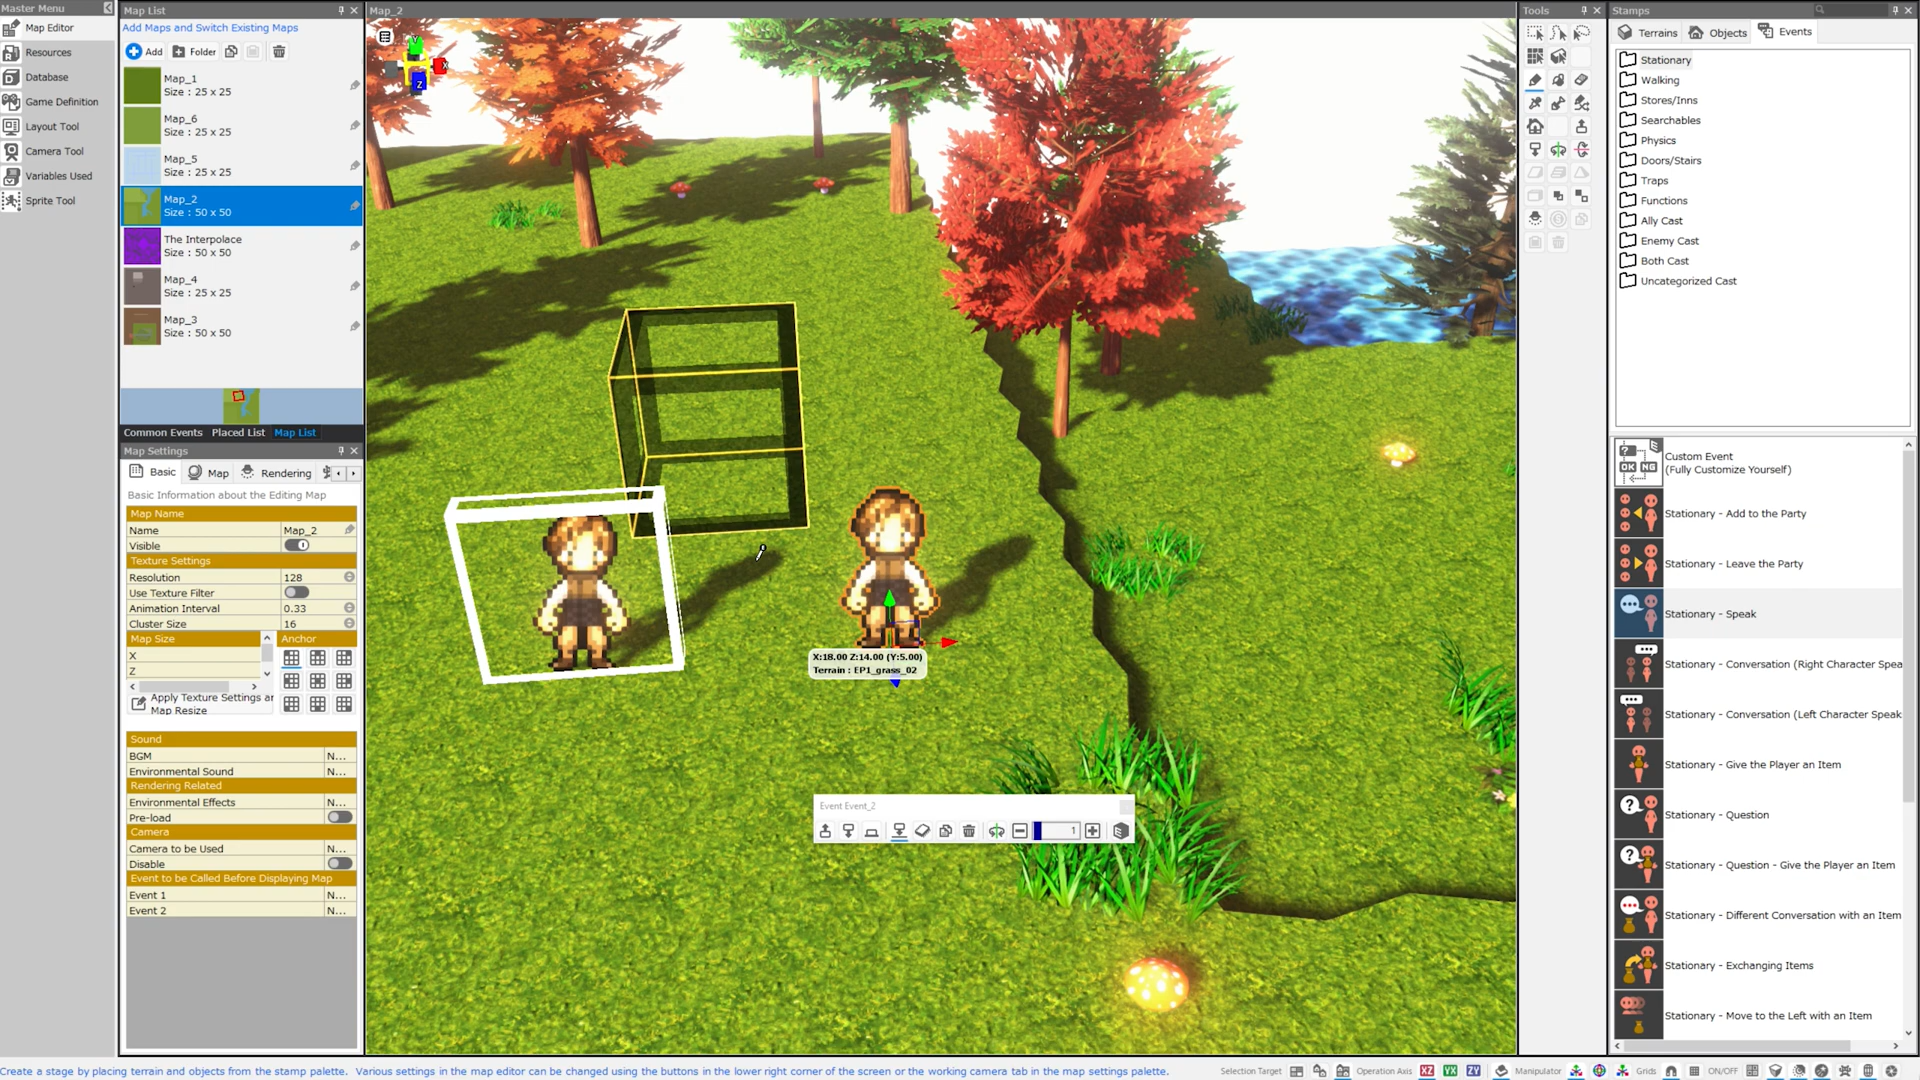 Master Menu
Map Editor
Resources
Database
Game Definition
Layout Tool
Camera Tool
Variables Used
Sprite Tool
Map List
Add Maps and Switch Existing Maps
Add
Folder
Map_1
Size : 25 x 25
Map_6
Size : 25 x 25
Map_5
Size : 25 x 25
Map_2
Size : 50 x 50
The Interpolace
Size : 50 x 50
Map_4
Size : 25 x 25
Map_3
Size : 50 x 50
Common Events Placed List Map List
Map Settings
Basic Map Rendering
Basic Information about the Editing Map
Map Name
Name Map_2
Visible
Texture Settings
Resolution 128
Use Texture Filter
Animation Interval 0.33
Cluster Size 16
Map Size Anchor
X
Z
Apply Texture Settings ar
Map Resize
Sound
BGM N...
Environmental Sound N...
Rendering Related
Environmental Effects N...
Pre-load
Camera
Camera to be Used N...
Disable
Event to be Called Before Displaying Map
Event 1 N...
Event 2 N...
Map_2
Y
X
Z
X:18.00 Z:14.00 (Y:5.00)
Terrain : EP1_grass_02
Event Event_2
1
Tools
Stamps
Terrains Objects Events
Stationary
Walking
Stores/Inns
Searchables
Physics
Doors/Stairs
Traps
Functions
Ally Cast
Enemy Cast
Both Cast
Uncategorized Cast
OK NG
Custom Event
(Fully Customize Yourself)
Stationary - Add to the Party
Stationary - Leave the Party
Stationary - Speak
Stationary - Conversation (Right Character Spea
Stationary - Conversation (Left Character Speak
Stationary - Give the Player an Item
Stationary - Question
Stationary - Question - Give the Player an Item
Stationary - Different Conversation with an Item
Stationary - Exchanging Items
Stationary - Move to the Left with an Item
Create a stage by placing terrain and objects from the stamp palette. Various settings in the map editor can be changed using the buttons in the lower right corner of the screen or the working camera tab in the map settings palette.
Selection Target Operation Axis XZ YX ZY Manipulator Grids ON/OFF